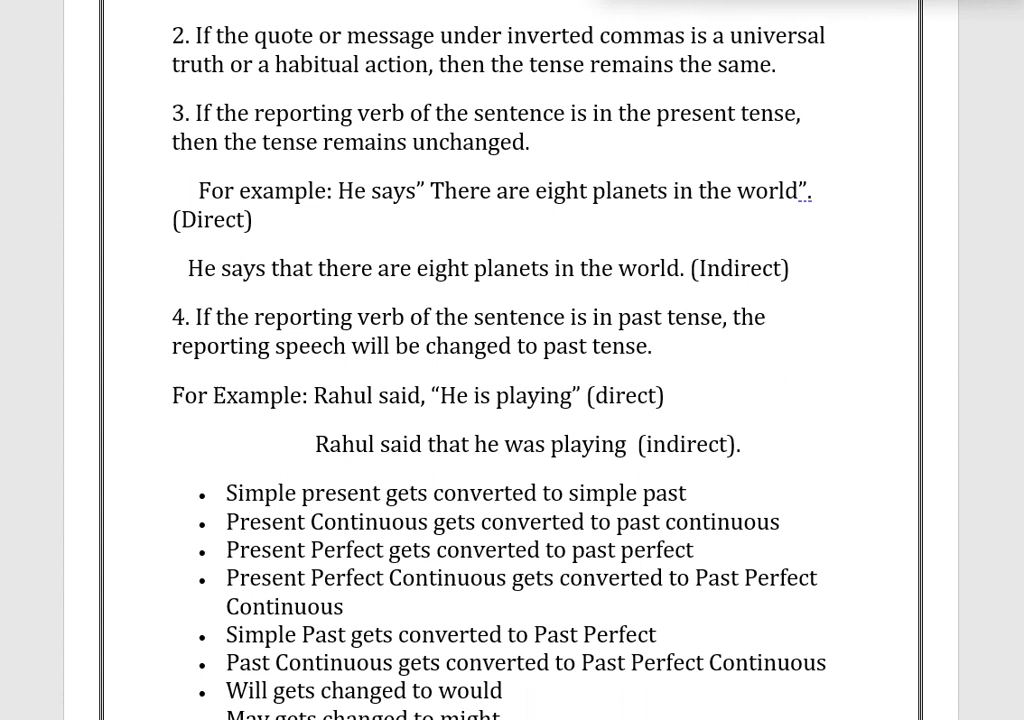 2. If the quote or message under inverted commas is a universal
truth or a habitual action, then the tense remains the same.
3. If the reporting verb of the sentence is in the present tense,
then the tense remains unchanged.
For example: He says” There are eight planets in the world”.
(Direct)
He says that there are eight planets in the world. (Indirect)
4. If the reporting verb of the sentence is in past tense, the
reporting speech will be changed to past tense.
For Example: Rahul said, “He is playing” (direct)
Rahul said that he was playing  (indirect).
• Simple present gets converted to simple past
• Present Continuous gets converted to past continuous
• Present Perfect gets converted to past perfect
• Present Perfect Continuous gets converted to Past Perfect
Continuous
• Simple Past gets converted to Past Perfect
• Past Continuous gets converted to Past Perfect Continuous
• Will gets changed to would
May gets changed to might